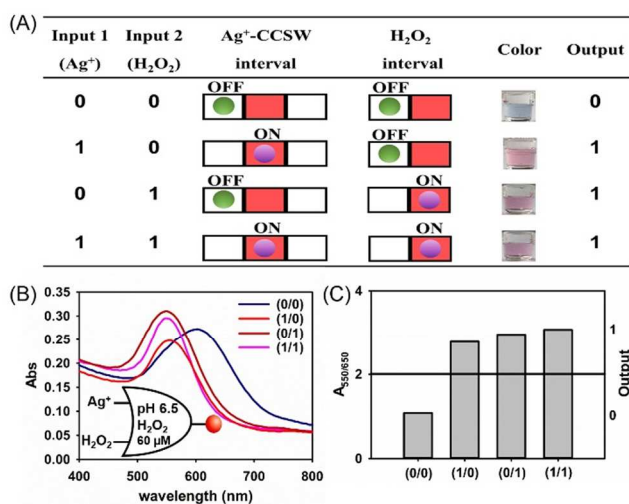 (A)
Input 1 Input 2 Ag⁺-CCSW H₂O₂ Color Output
(Ag⁺) (H₂O₂) interval interval
OFF OFF
0 0 0
ON OFF
1 0 1
OFF ON
0 1 1
ON ON
1 1 1
(B)
0.35
0.30
0.25
0.20
0.15
0.10
0.05
0.00
Abs
400 500 600 700 800
wavelength (nm)
(0/0)
(1/0)
(0/1)
(1/1)
Ag⁺
H₂O₂
pH 6.5
H₂O₂
60 μM
(C)
4
2
0
A550/650
1
0
Output
(0/0) (1/0) (0/1) (1/1)